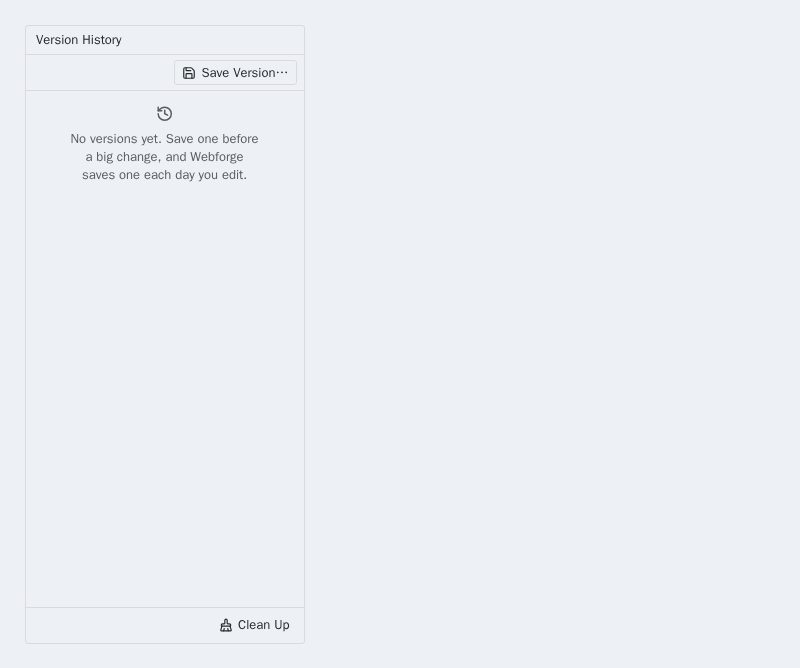 Version History
Save Version…
No versions yet. Save one before
a big change, and Webforge
saves one each day you edit.
Clean Up